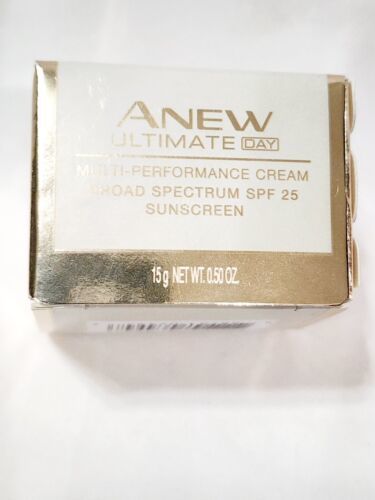 ANEW
ULTIMATE DAY
MULTI-PERFORMANCE CREAM
BROAD SPECTRUM SPF 25
SUNSCREEN
15 g NET WT. 0.50 OZ.